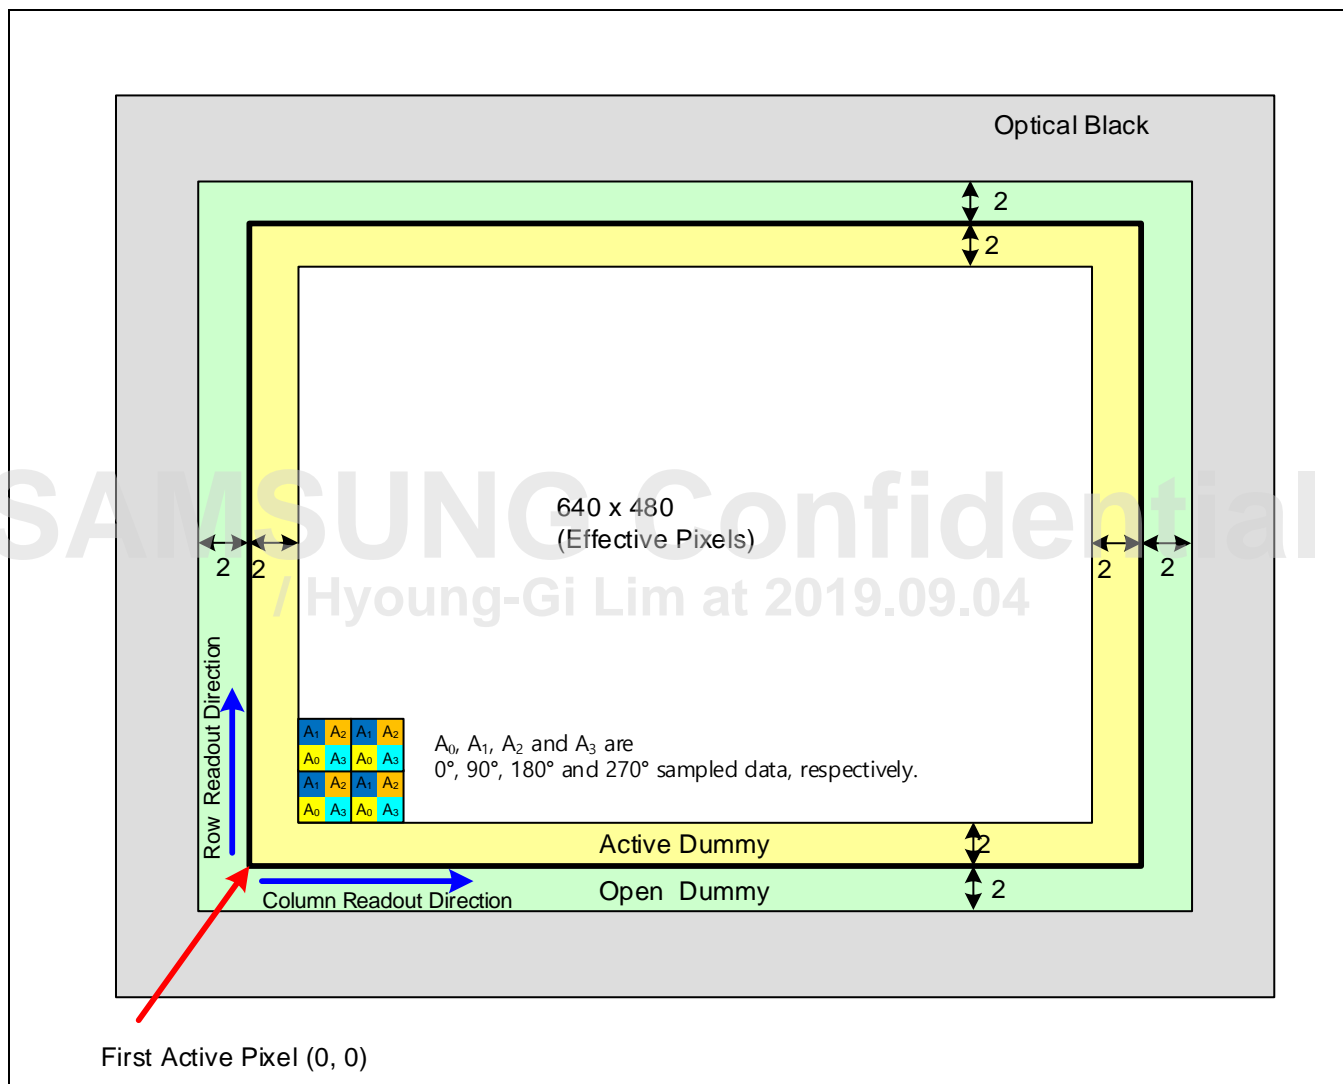 Optical Black
2
2
640 x 480
(Effective Pixels)
SAMSUNG Confidential
/ Hyoung-Gi Lim at 2019.09.04
2
2
2
2
Row Readout Direction
A₁ A₂ A₁ A₂
A₀ A₃ A₀ A₃
A₁ A₂ A₁ A₂
A₀ A₃ A₀ A₃
A₀, A₁, A₂ and A₃ are
0°, 90°, 180° and 270° sampled data, respectively.
Active Dummy
2
Open Dummy
2
Column Readout Direction
First Active Pixel (0, 0)